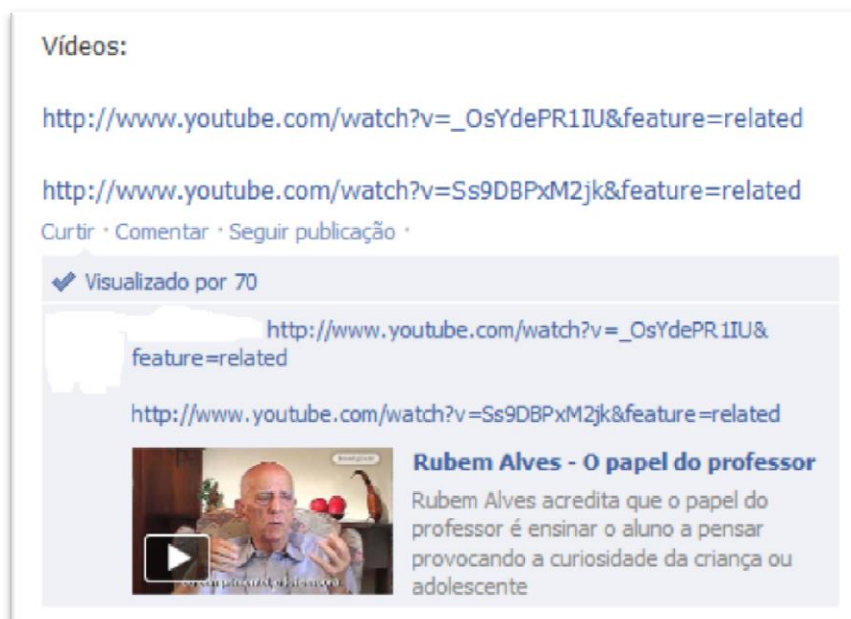 Vídeos:
http://www.youtube.com/watch?v=_OsYdePR1IU&feature=related
http://www.youtube.com/watch?v=Ss9DBPxM2jk&feature=related
Curtir · Comentar · Seguir publicação ·
Visualizado por 70
http://www.youtube.com/watch?v=_OsYdePR1IU&
feature=related
http://www.youtube.com/watch?v=Ss9DBPxM2jk&feature=related
Rubem Alves - O papel do professor
Rubem Alves acredita que o papel do
professor é ensinar o aluno a pensar
provocando a curiosidade da criança ou
adolescente